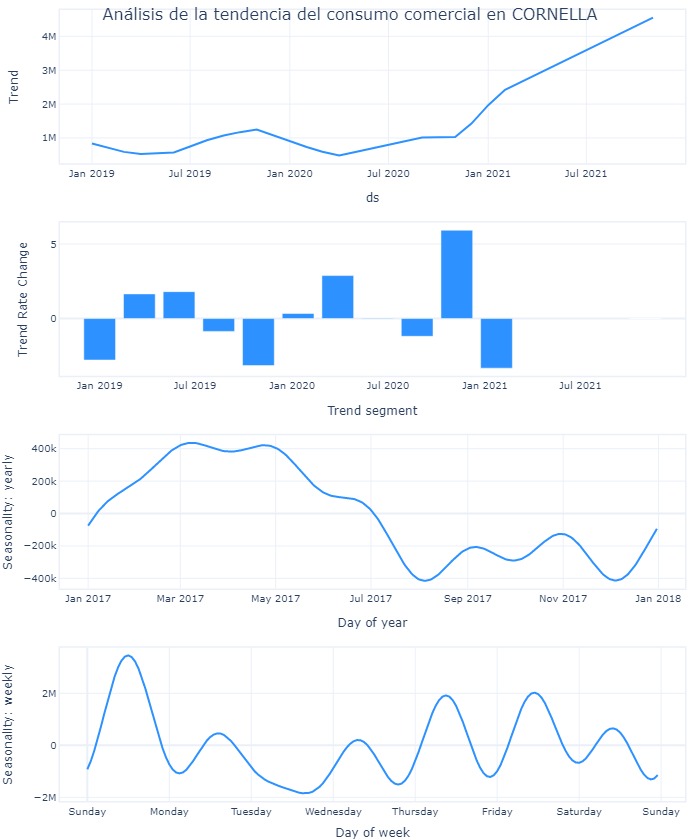 Análisis de la tendencia del consumo comercial en CORNELLA
4M
3M
2M
1M
Trend
Jan 2019 Jul 2019 Jan 2020 Jul 2020 Jan 2021 Jul 2021
ds
5
0
Trend Rate Change
Jan 2019 Jul 2019 Jan 2020 Jul 2020 Jan 2021 Jul 2021
Trend segment
400k
200k
0
−200k
−400k
Seasonality: yearly
Jan 2017 Mar 2017 May 2017 Jul 2017 Sep 2017 Nov 2017 Jan 2018
Day of year
2M
0
−2M
Seasonality: weekly
Sunday Monday Tuesday Wednesday Thursday Friday Saturday Sunday
Day of week